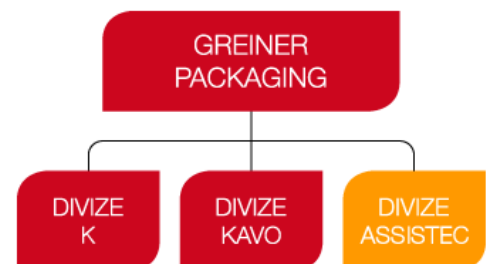 GREINER
PACKAGING
DIVIZE
K
DIVIZE
KAVO
DIVIZE
ASSISTEC